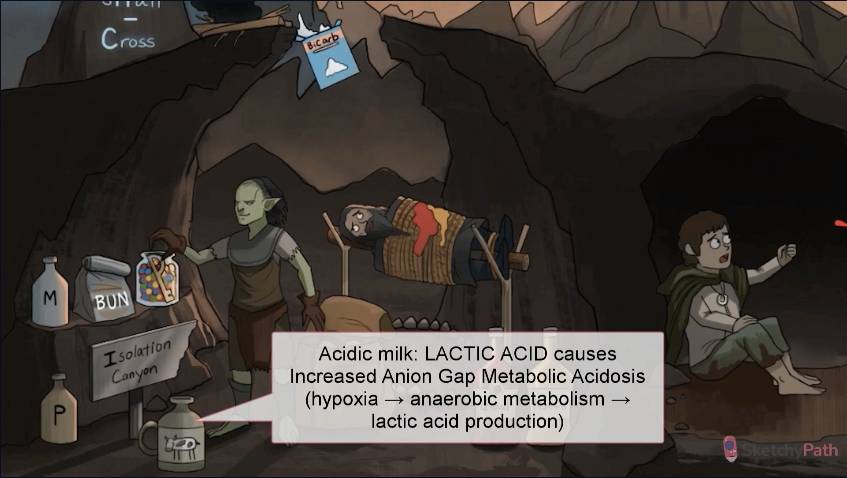 Cross
Bicarb
M
BUN
Isolation
Canyon
P
Acidic milk: LACTIC ACID causes
Increased Anion Gap Metabolic Acidosis
(hypoxia → anaerobic metabolism →
lactic acid production)
SketchyPath